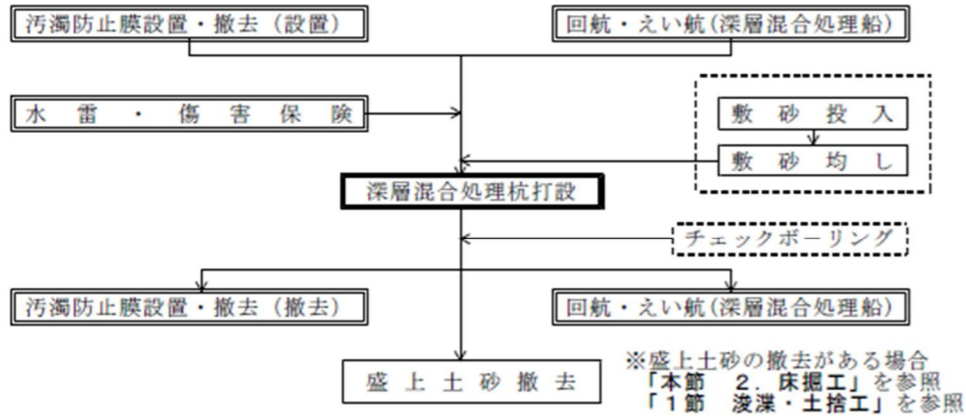 汚濁防止膜設置・撤去（設置）
回航・えい航(深層混合処理船)
水雷・傷害保険
敷砂投入
敷砂均し
深層混合処理杭打設
チェックボーリング
汚濁防止膜設置・撤去（撤去）
回航・えい航(深層混合処理船)
盛上土砂撤去
※盛上土砂の撤去がある場合
「本節　2．床掘工」を参照
「1節　浚渫・土捨工」を参照